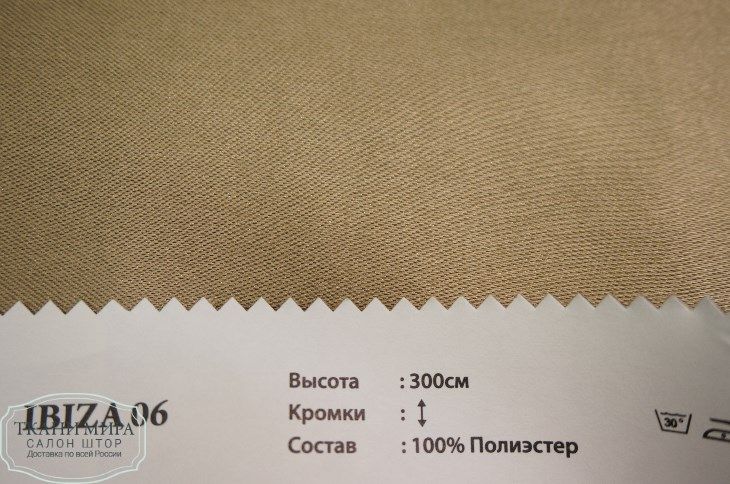 Высота : 300см
IBIZA 06
Кромки :
Состав : 100% Полиэстер
30°
ТКАНИ МИРА
САЛОН ШТОР
Доставка по всей России